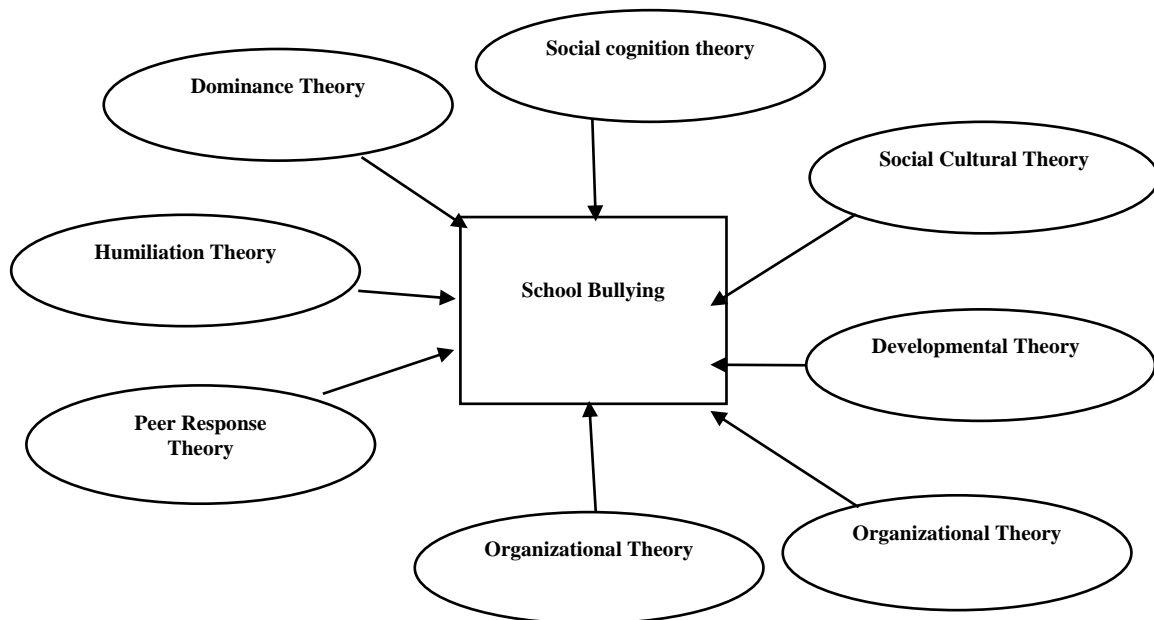 Social cognition theory
Dominance Theory
Social Cultural Theory
Humiliation Theory
School Bullying
Developmental Theory
Peer Response
Theory
Organizational Theory
Organizational Theory